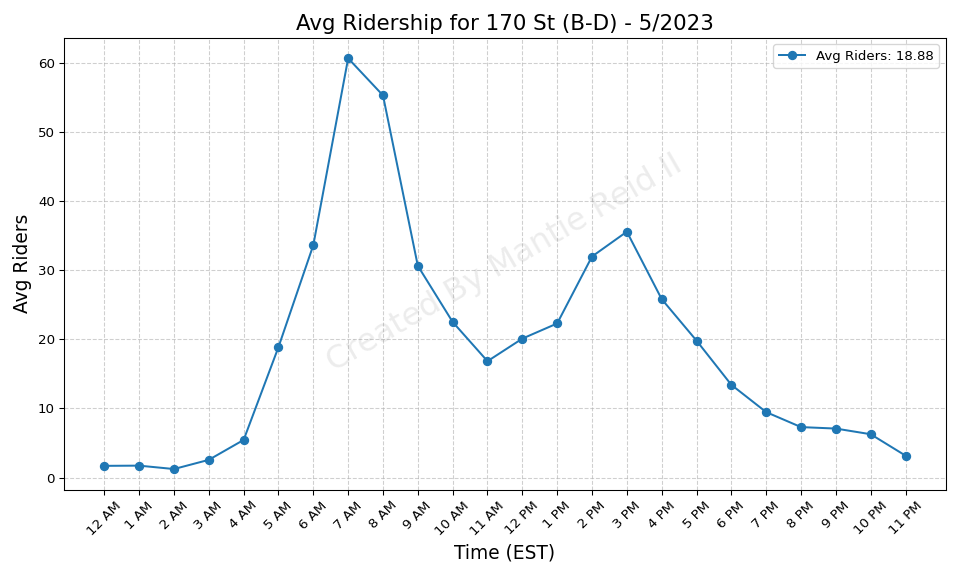 Avg Ridership for 170 St (B-D) - 5/2023
Avg Riders: 18.88
Avg Riders
60
50
40
30
20
10
0
Created By Mantie Reid II
12 AM
1 AM
2 AM
3 AM
4 AM
5 AM
6 AM
7 AM
8 AM
9 AM
10 AM
11 AM
12 PM
1 PM
2 PM
3 PM
4 PM
5 PM
6 PM
7 PM
8 PM
9 PM
10 PM
11 PM
Time (EST)